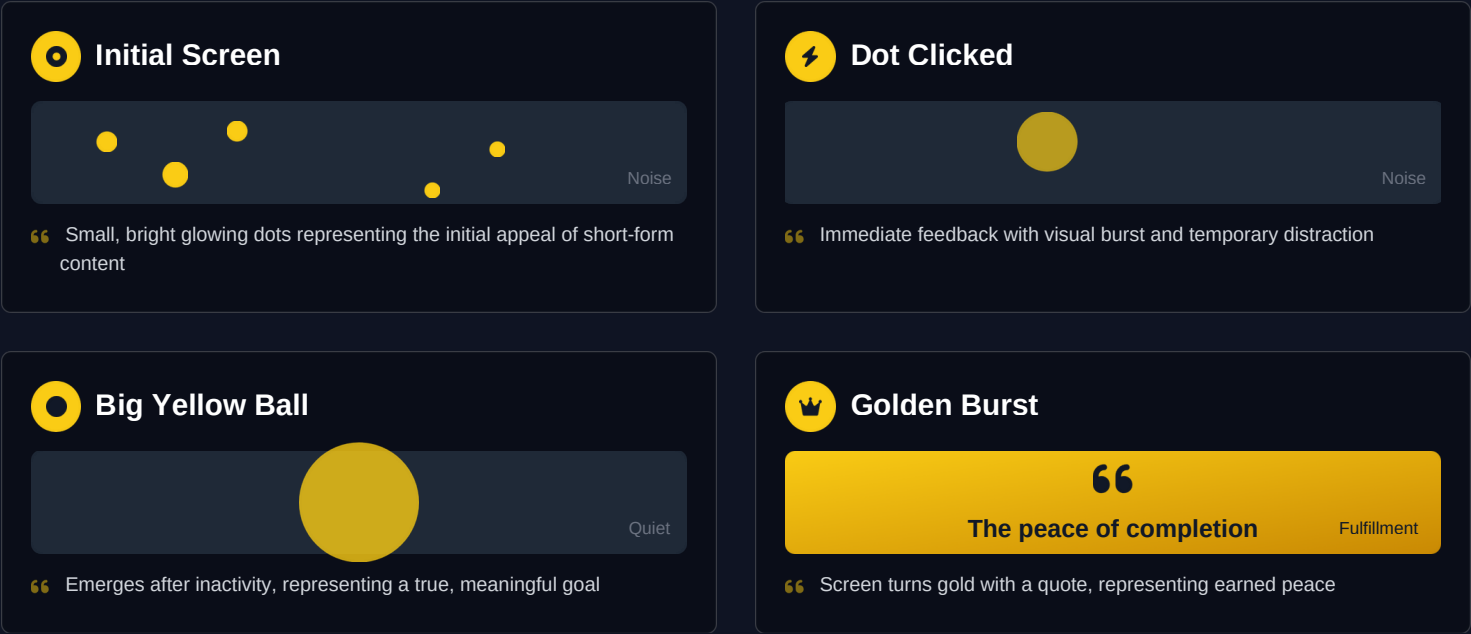 Initial Screen
Noise
Small, bright glowing dots representing the initial appeal of short-form
content
Dot Clicked
Noise
Immediate feedback with visual burst and temporary distraction
Big Yellow Ball
Quiet
Emerges after inactivity, representing a true, meaningful goal
Golden Burst
The peace of completion
Fulfillment
Screen turns gold with a quote, representing earned peace